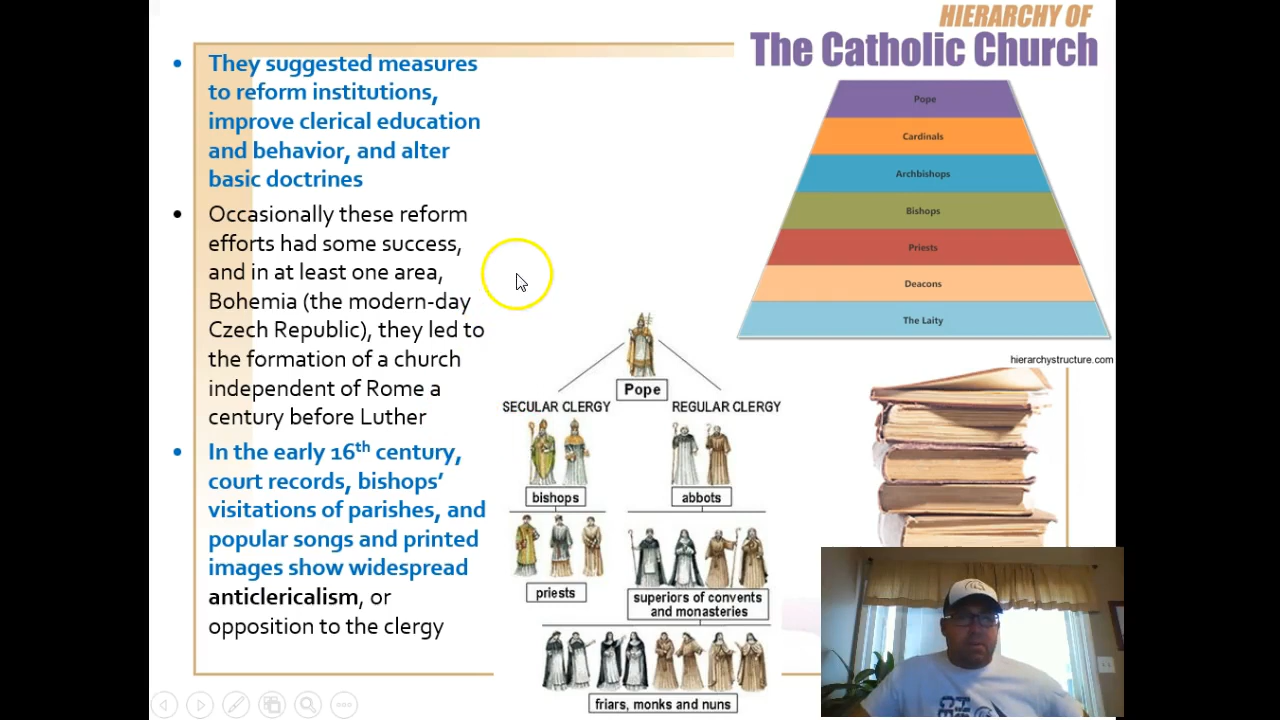 HIERARCHY OF
The Catholic Church
• They suggested measures
to reform institutions,
improve clerical education
and behavior, and alter
basic doctrines
• Occasionally these reform
efforts had some success,
and in at least one area,
Bohemia (the modern-day
Czech Republic), they led to
the formation of a church
independent of Rome a
century before Luther
• In the early 16th century,
court records, bishops’
visitations of parishes, and
popular songs and printed
images show widespread
anticlericalism, or
opposition to the clergy
Pope
Cardinals
Archbishops
Bishops
Priests
Deacons
The Laity
hierarchystructure.com
Pope
SECULAR CLERGY
REGULAR CLERGY
bishops
abbots
priests
superiors of convents
and monasteries
friars, monks and nuns